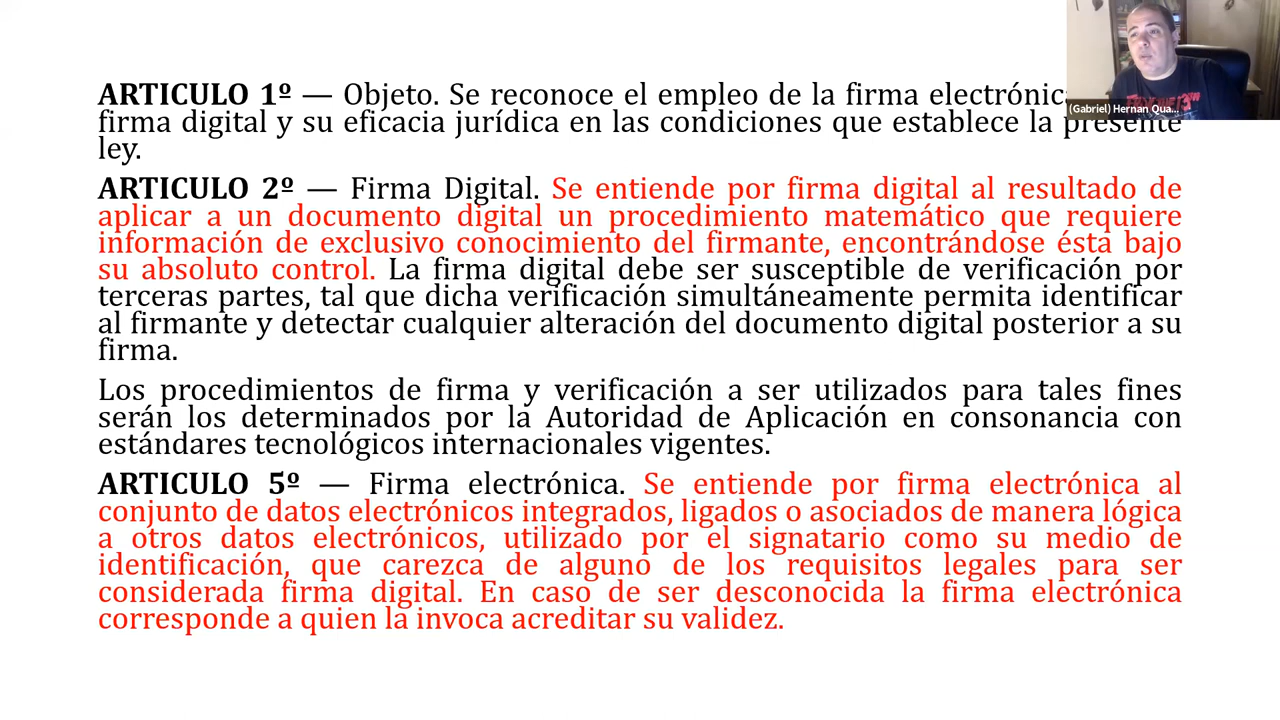 ARTICULO 1º — Objeto. Se reconoce el empleo de la firma
firma digital y su eficacia jurídica en las condiciones que establece la presente
ley.
ARTICULO 2º — Firma Digital. Se entiende por firma digital al resultado de
aplicar a un documento digital un procedimiento matemático que requiere
información de exclusivo conocimiento del firmante, encontrándose ésta bajo
su absoluto control. La firma digital debe ser susceptible de verificación por
terceras partes, tal que dicha verificación simultáneamente permita identificar
al firmante y detectar cualquier alteración del documento digital posterior a su
firma.
Los procedimientos de firma y verificación a ser utilizados para tales fines
serán los determinados por la Autoridad de Aplicación en consonancia con
estándares tecnológicos internacionales vigentes.
ARTICULO 5º — Firma electrónica. Se entiende por firma electrónica al
conjunto de datos electrónicos integrados, ligados o asociados de manera lógica
a otros datos electrónicos, utilizado por el signatario como su medio de
identificación, que carezca de alguno de los requisitos legales para ser
considerada firma digital. En caso de ser desconocida la firma electrónica
corresponde a quien la invoca acreditar su validez.
(Gabriel) Hernan Qua...